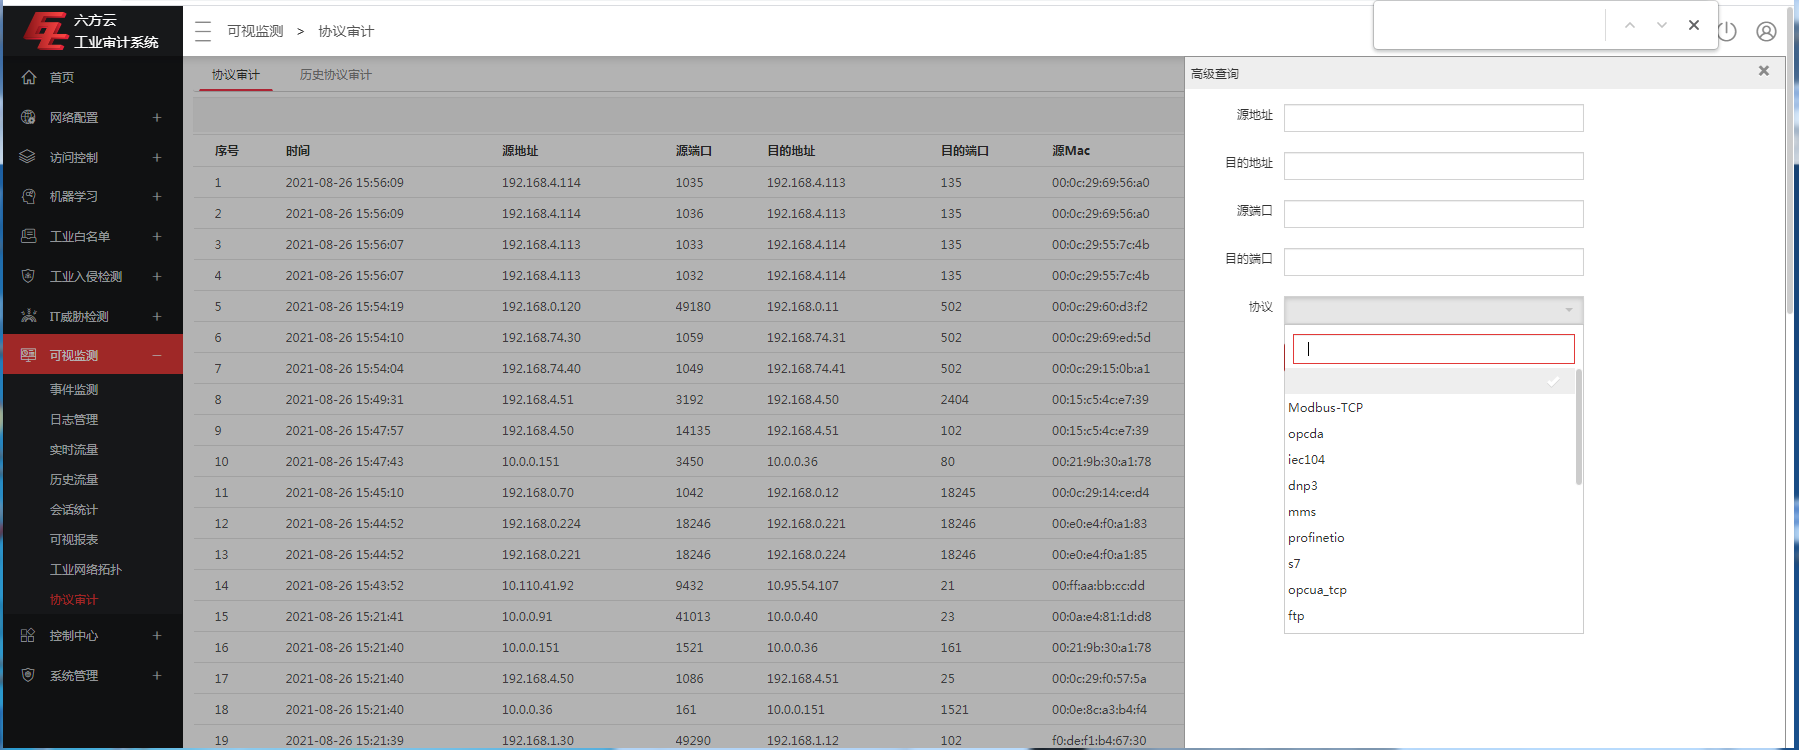 六方云
工业审计系统
可视监测 > 协议审计
首页
网络配置 +
访问控制 +
机器学习 +
工业白名单 +
工业入侵检测 +
IT威胁检测 +
可视监测 −
事件监测
日志管理
实时流量
历史流量
会话统计
可视报表
工业网络拓扑
协议审计
控制中心 +
系统管理 +
协议审计 历史协议审计
序号 时间 源地址 源端口 目的地址 目的端口 源Mac
1 2021-08-26 15:56:09 192.168.4.114 1035 192.168.4.113 135 00:0c:29:69:56:a0
2 2021-08-26 15:56:09 192.168.4.114 1036 192.168.4.113 135 00:0c:29:69:56:a0
3 2021-08-26 15:56:07 192.168.4.113 1033 192.168.4.114 135 00:0c:29:55:7c:4b
4 2021-08-26 15:56:07 192.168.4.113 1032 192.168.4.114 135 00:0c:29:55:7c:4b
5 2021-08-26 15:54:19 192.168.0.120 49180 192.168.0.11 502 00:0c:29:60:d3:f2
6 2021-08-26 15:54:10 192.168.74.30 1059 192.168.74.31 502 00:0c:29:69:ed:5d
7 2021-08-26 15:54:04 192.168.74.40 1049 192.168.74.41 502 00:0c:29:15:0b:a1
8 2021-08-26 15:49:31 192.168.4.51 3192 192.168.4.50 2404 00:15:c5:4c:e7:39
9 2021-08-26 15:47:57 192.168.4.50 14135 192.168.4.51 102 00:15:c5:4c:e7:39
10 2021-08-26 15:47:43 10.0.0.151 3450 10.0.0.36 80 00:21:9b:30:a1:78
11 2021-08-26 15:45:10 192.168.0.70 1042 192.168.0.12 18245 00:0c:29:14:ce:d4
12 2021-08-26 15:44:52 192.168.0.224 18246 192.168.0.221 18246 00:e0:e4:f0:a1:83
13 2021-08-26 15:44:52 192.168.0.221 18246 192.168.0.224 18246 00:e0:e4:f0:a1:85
14 2021-08-26 15:43:52 10.110.41.92 9432 10.95.54.107 21 00:ff:aa:bb:cc:dd
15 2021-08-26 15:21:41 10.0.0.91 41013 10.0.0.40 23 00:0a:e4:81:1d:d8
16 2021-08-26 15:21:40 10.0.0.151 1521 10.0.0.36 161 00:21:9b:30:a1:78
17 2021-08-26 15:21:40 192.168.4.50 1086 192.168.4.51 25 00:0c:29:f0:57:5a
18 2021-08-26 15:21:40 10.0.0.36 161 10.0.0.151 1521 00:0e:8c:a3:b4:f4
19 2021-08-26 15:21:39 192.168.1.30 49290 192.168.1.12 102 f0:de:f1:b4:67:30
高级查询
源地址
目的地址
源端口
目的端口
协议
Modbus-TCP
opcda
iec104
dnp3
mms
profinetio
s7
opcua_tcp
ftp